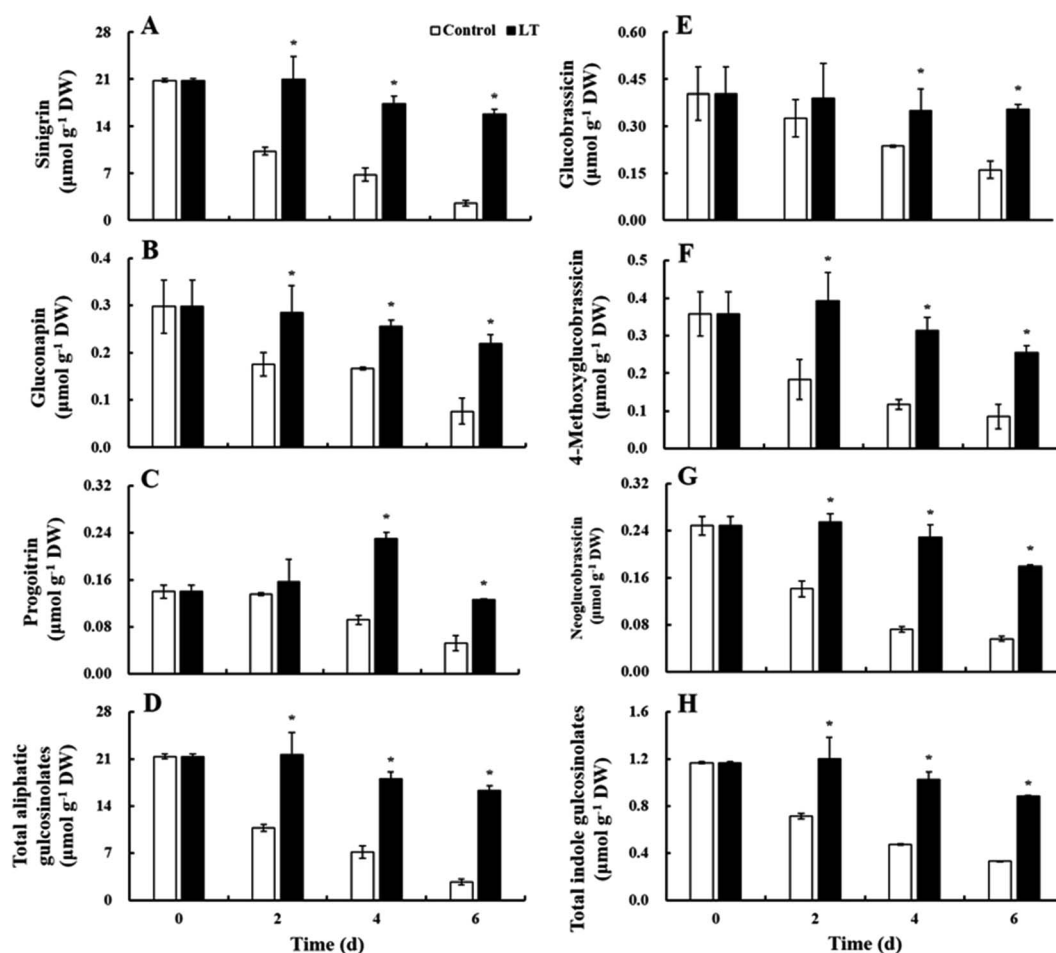 A
Control LT
28
21
14
7
0
Sinigrin
(μmol g-1 DW)
* * *
B
0.4
0.3
0.2
0.1
0.0
Gluconapin
(μmol g-1 DW)
* * *
C
0.32
0.24
0.16
0.08
0.00
Progoitrin
(μmol g-1 DW)
* *
D
28
21
14
7
0
Total aliphatic
gulcosinolates
(μmol g-1 DW)
* * *
0 2 4 6
Time (d)
E
0.60
0.45
0.30
0.15
0.00
Glucobrassicin
(μmol g-1 DW)
* *
F
0.5
0.4
0.3
0.2
0.1
0.0
4-Methoxyglucobrassicin
(μmol g-1 DW)
* * *
G
0.32
0.24
0.16
0.08
0.00
Neoglucobrassicin
(μmol g-1 DW)
* * *
H
1.6
1.2
0.8
0.4
0.0
Total indole gulcosinolates
(μmol g-1 DW)
* * *
0 2 4 6
Time (d)